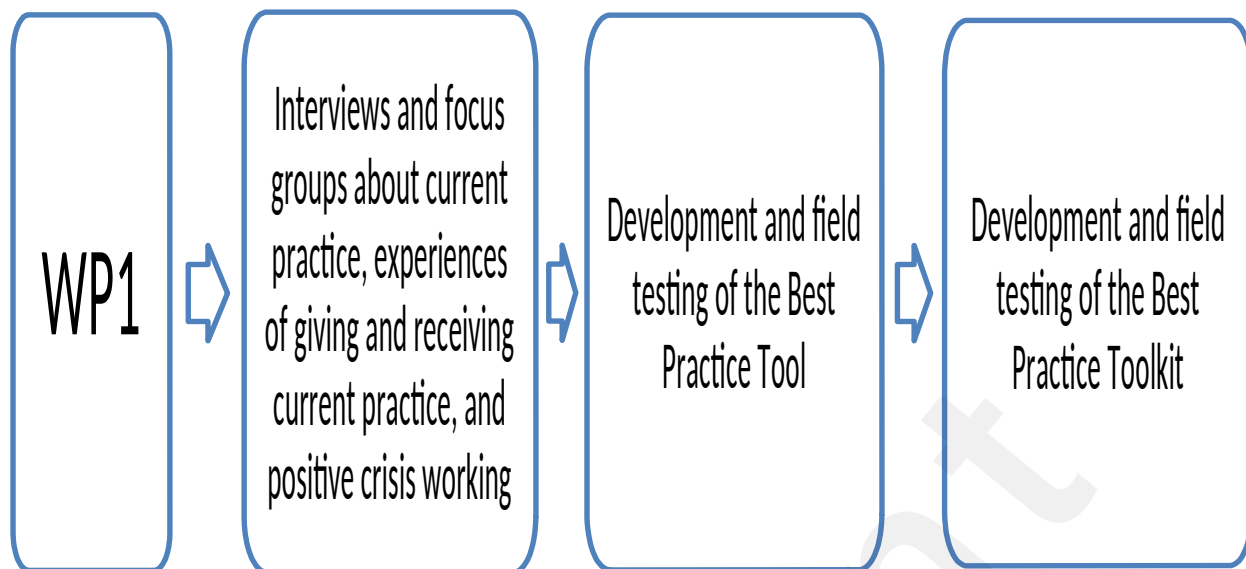 WP1
Interviews and focus
groups about current
practice, experiences
of giving and receiving
current practice, and
positive crisis working
Development and field
testing of the Best
Practice Tool
Development and field
testing of the Best
Practice Toolkit